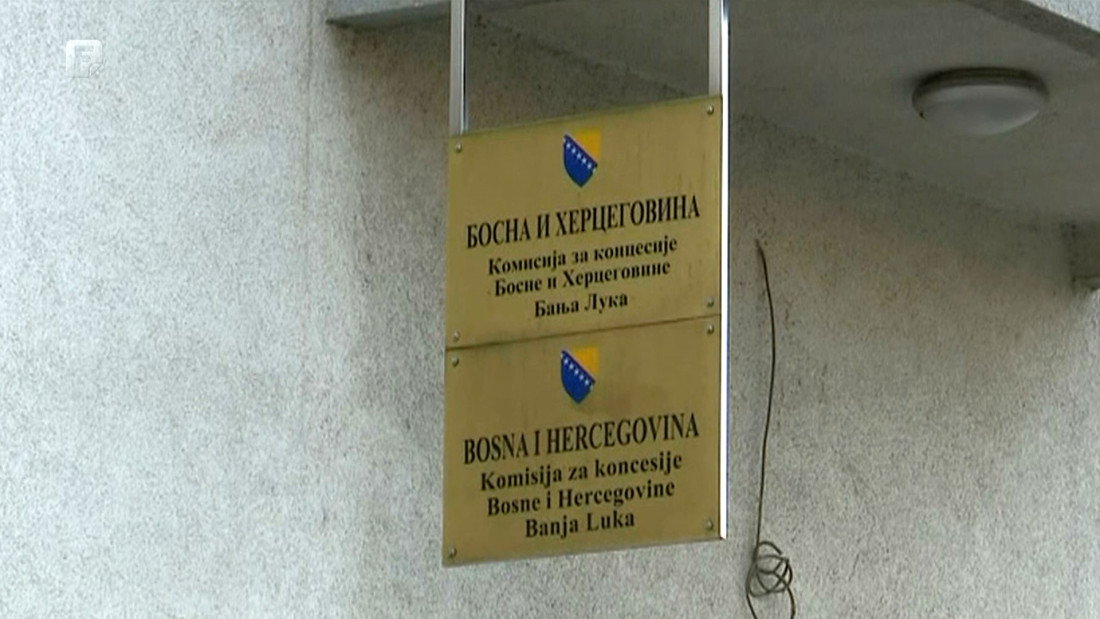 БОСНА И ХЕРЦЕГОВИНА
Комисија за концесије
Босне и Херцеговине
Бања Лука
BOSNA I HERCEGOVINA
Komisija za koncesije
Bosne i Hercegovine
Banja Luka